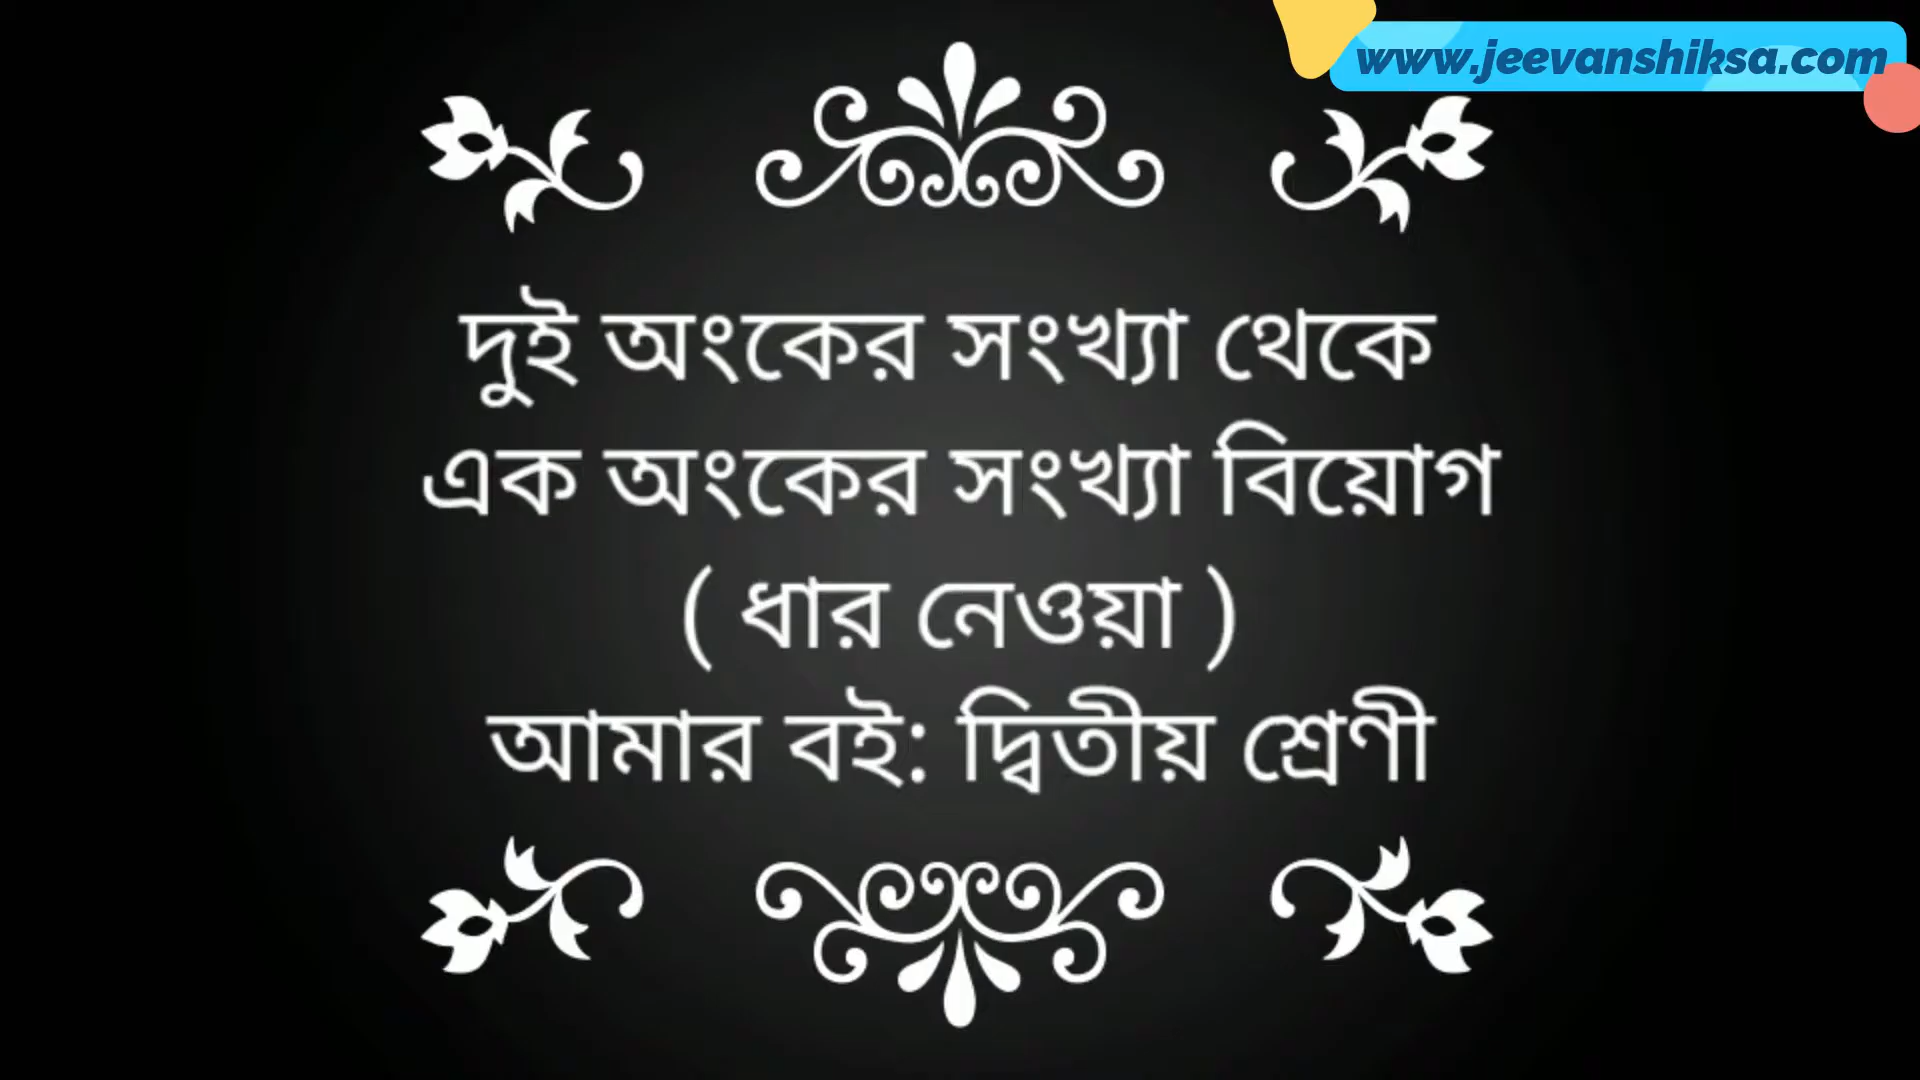 www.jeevanshiksa.com
দুই অংকের সংখ্যা থেকে
এক অংকের সংখ্যা বিয়োগ
( ধার নেওয়া )
আমার বই: দ্বিতীয় শ্রেণী